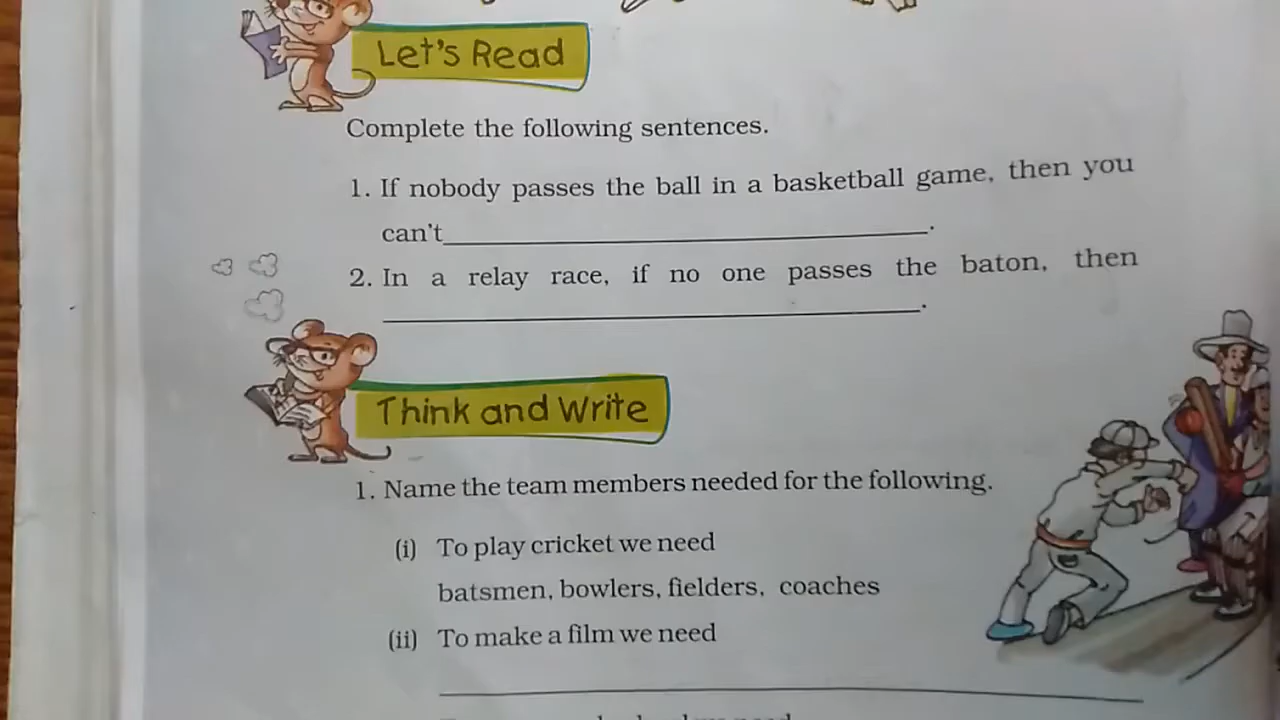 Let's Read
Complete the following sentences.
1. If nobody passes the ball in a basketball game, then you
can't____________________.
2. In a relay race, if no one passes the baton, then
____________________.
Think and Write
1. Name the team members needed for the following.
(i) To play cricket we need
batsmen, bowlers, fielders, coaches
(ii) To make a film we need